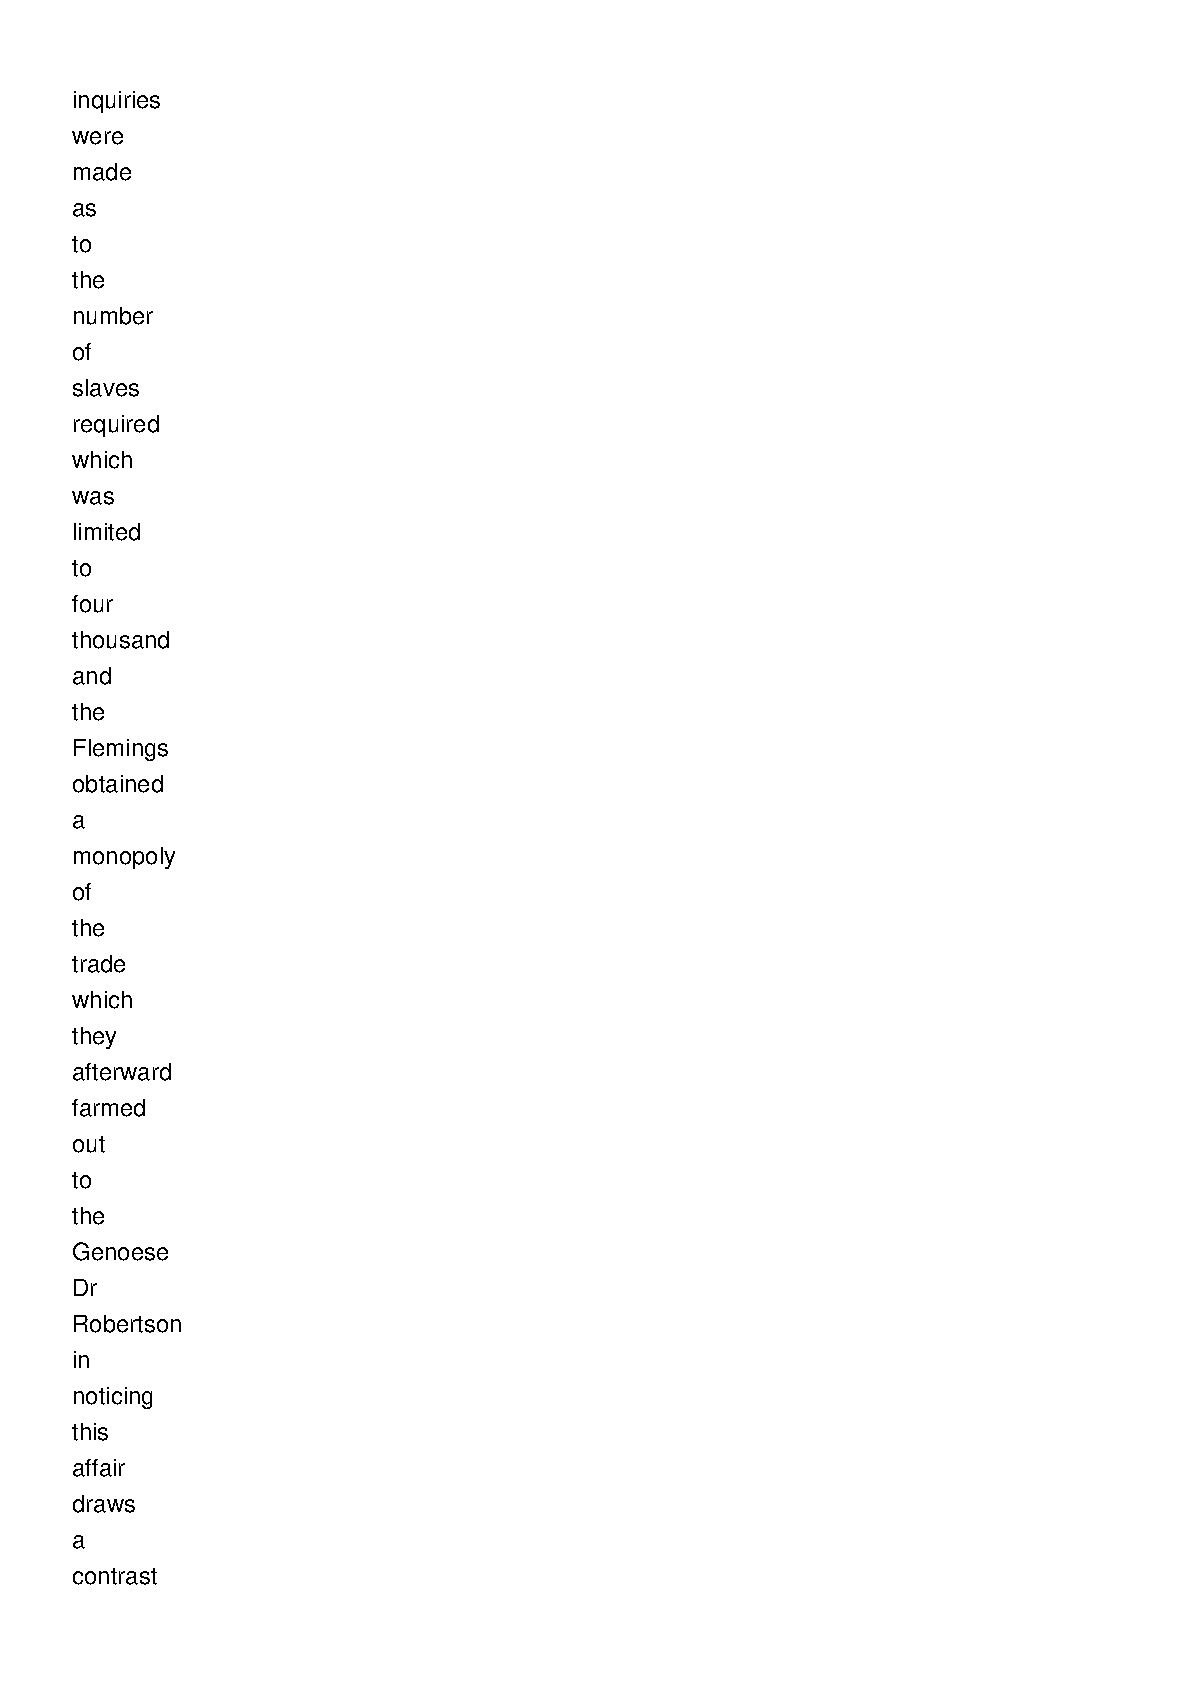 inquiries
were
made
as
to
the
number
of
slaves
required
which
was
limited
to
four
thousand
and
the
Flemings
obtained
a
monopoly
of
the
trade
which
they
afterward
farmed
out
to
the
Genoese
Dr
Robertson
in
noticing
this
affair
draws
a
contrast